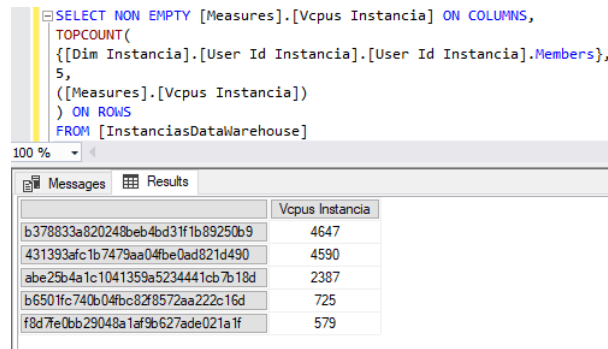 SELECT NON EMPTY [Measures].[Vcpus Instancia] ON COLUMNS,
TOPCOUNT(
{[Dim Instancia].[User Id Instancia].[User Id Instancia].Members},
5,
([Measures].[Vcpus Instancia])
) ON ROWS
FROM [InstanciasDataWarehouse]
100 %
Messages Results
Vcpus Instancia
b378833a820248beb4bd31f1b89250b9 4647
431393afc1b7479aa04fbe0ad821d490 4590
abe25b4a1c1041359a5234441cb7b18d 2387
b6501fc740b04fbc82f8572aa222c16d 725
f8d7fe0bb29048a1af9b627ade021a1f 579